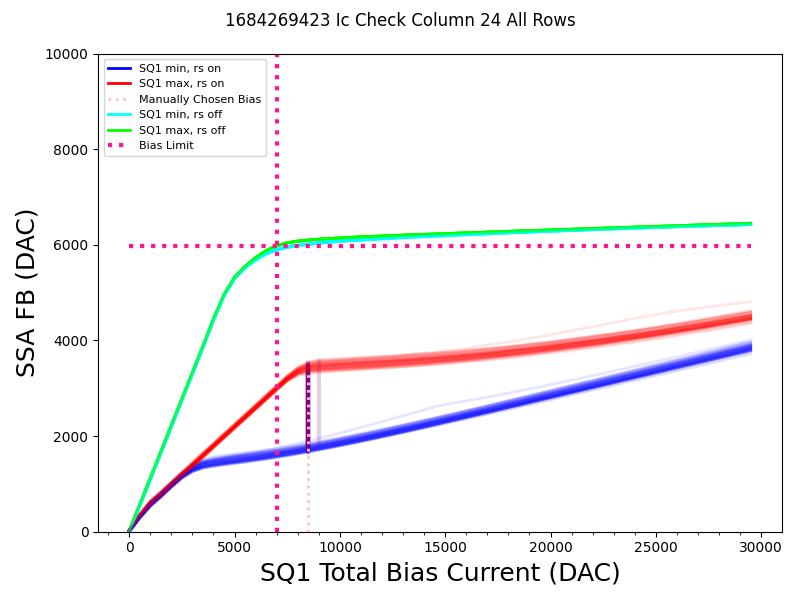 1684269423 Ic Check Column 24 All Rows
10000
8000
6000
4000
2000
0
SSA FB (DAC)
SQ1 min, rs on
SQ1 max, rs on
Manually Chosen Bias
SQ1 min, rs off
SQ1 max, rs off
Bias Limit
0 5000 10000 15000 20000 25000 30000
SQ1 Total Bias Current (DAC)